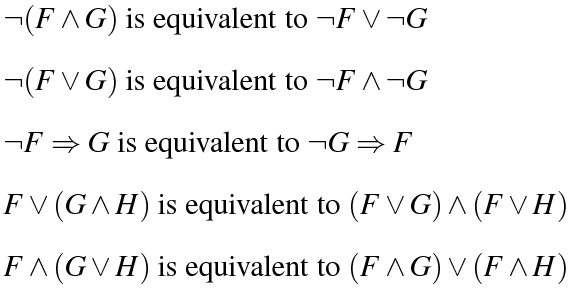 ¬(F ∧ G) is equivalent to ¬F ∨ ¬G
¬(F ∨ G) is equivalent to ¬F ∧ ¬G
¬F ⇒ G is equivalent to ¬G ⇒ F
F ∨ (G ∧ H) is equivalent to (F ∨ G) ∧ (F ∨ H)
F ∧ (G ∨ H) is equivalent to (F ∧ G) ∨ (F ∧ H)